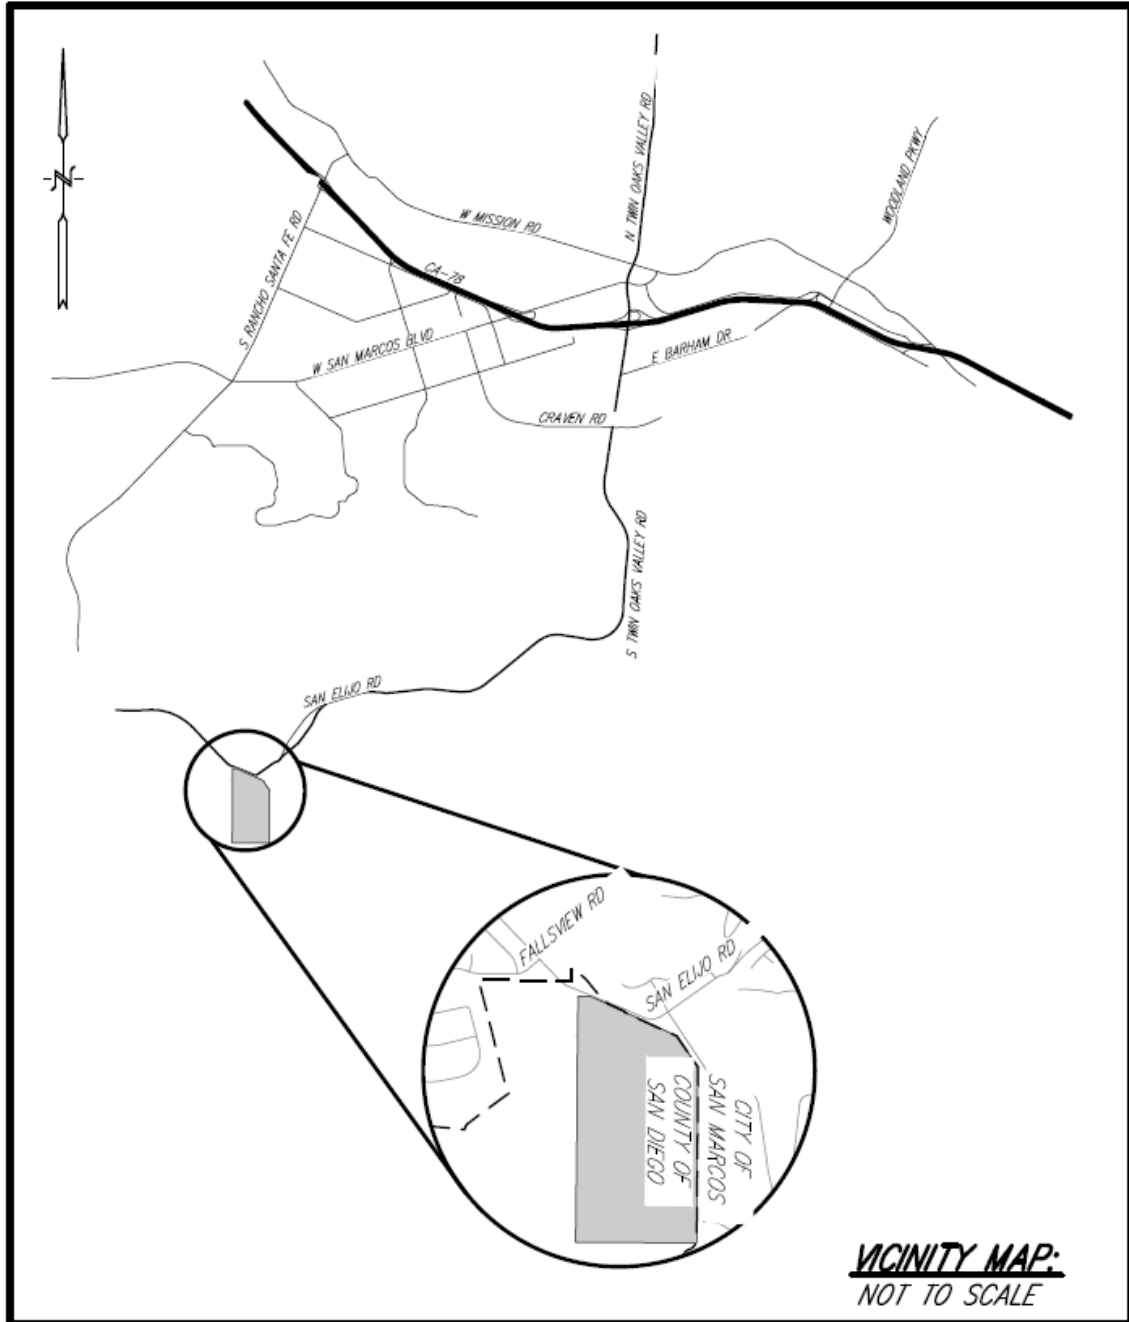 N
N TWIN OAKS VALLEY RD
WOODLAND PKWY
W MISSION RD
S RANCHO SANTA FE RD
CA-78
W SAN MARCOS BLVD
E BARHAM DR
CRAVEN RD
S TWIN OAKS VALLEY RD
SAN ELIJO RD
FALLSVIEW RD
SAN ELIJO RD
CITY OF
SAN MARCOS
COUNTY OF
SAN DIEGO
VICINITY MAP:
NOT TO SCALE